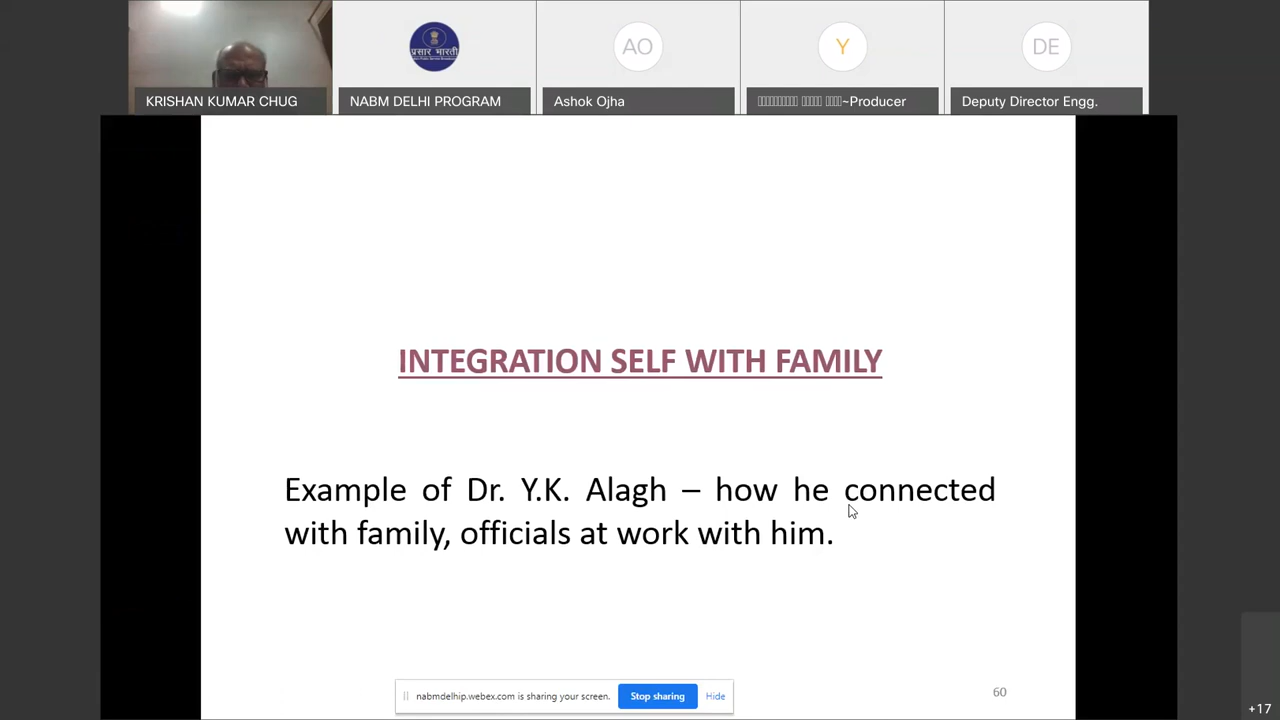 KRISHAN KUMAR CHUG
प्रसार भारती
NABM DELHI PROGRAM
AO
Ashok Ojha
Y
~Producer
DE
Deputy Director Engg.
INTEGRATION SELF WITH FAMILY
Example of Dr. Y.K. Alagh – how he connected
with family, officials at work with him.
nabmdelhip.webex.com is sharing your screen.
Stop sharing
Hide
60
+17